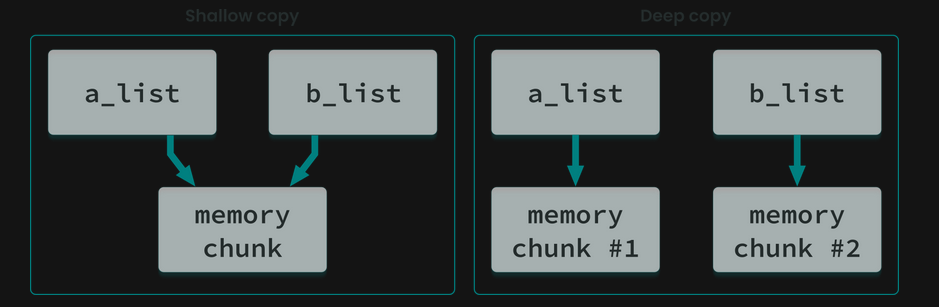 Shallow copy
Deep copy
a_list
b_list
memory
chunk
a_list
b_list
memory
chunk #1
memory
chunk #2